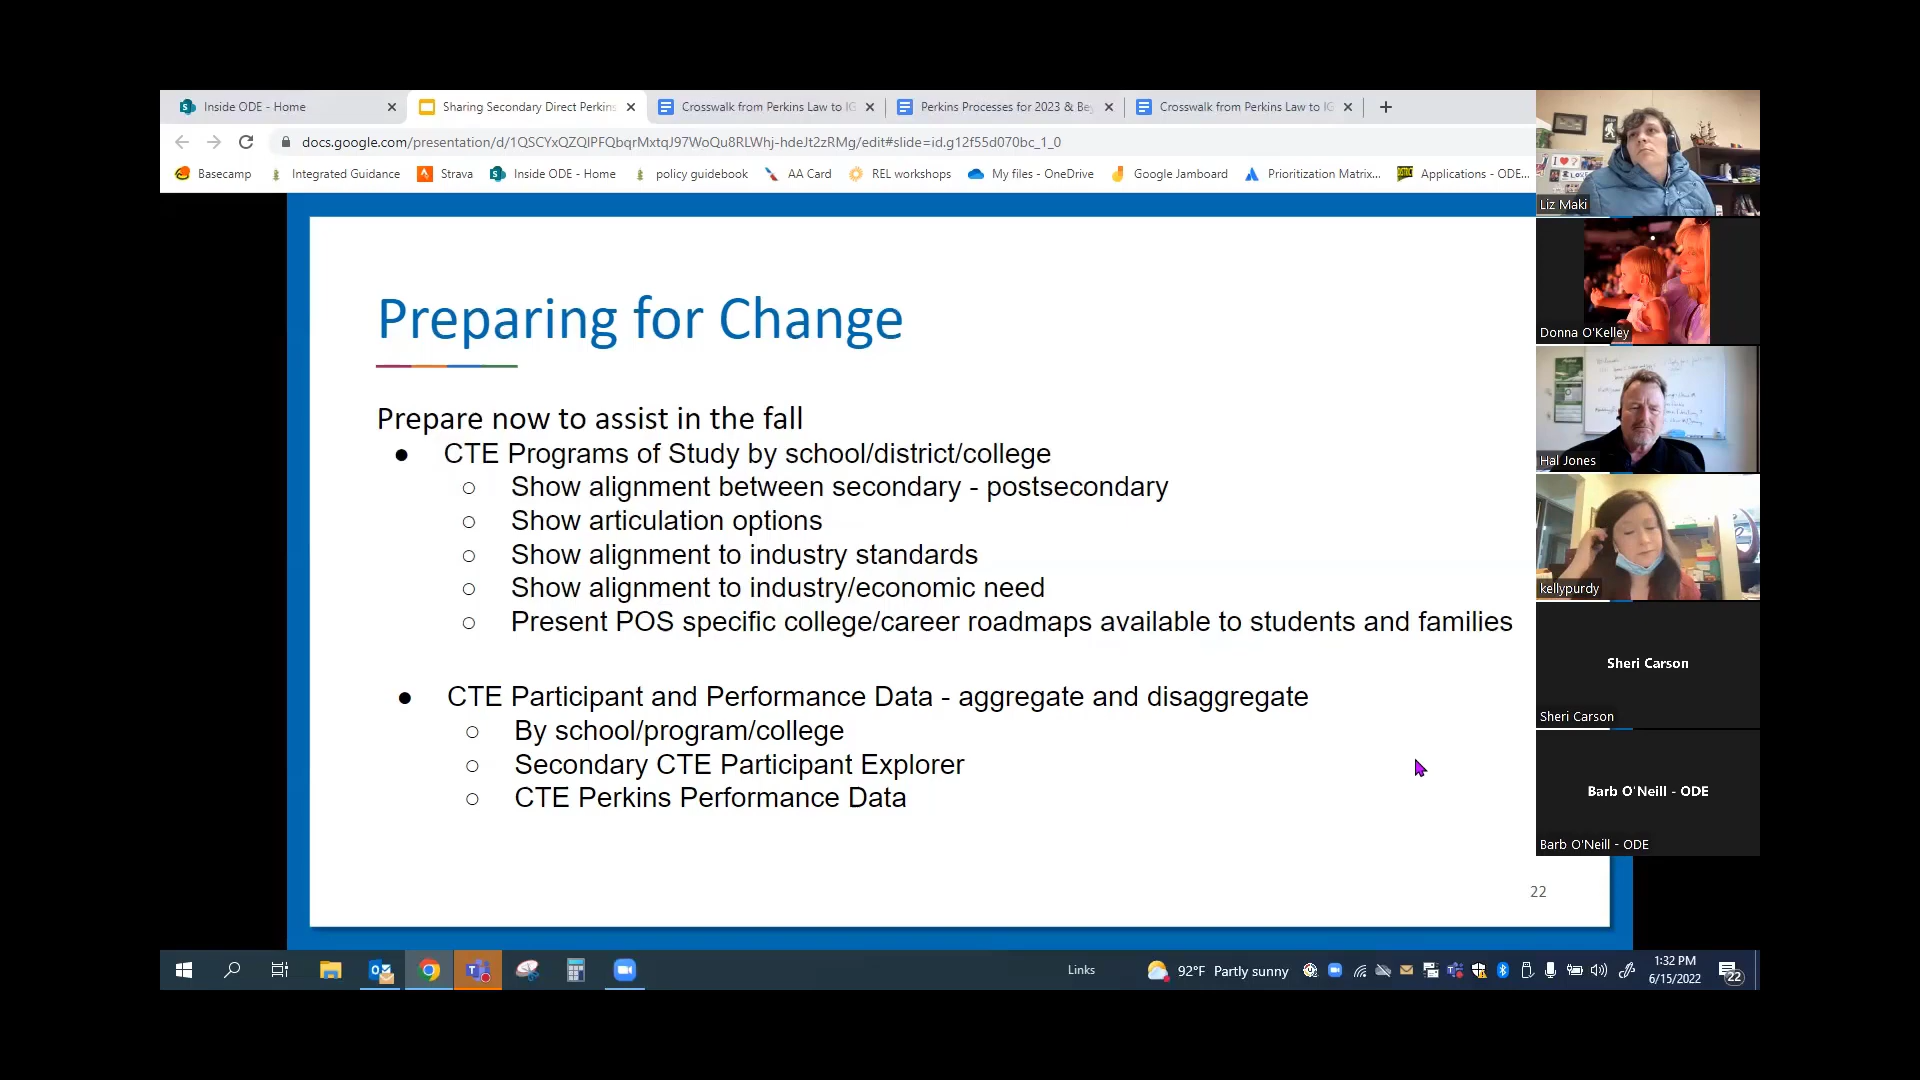 Inside ODE - Home
Sharing Secondary Direct Perkins
Crosswalk from Perkins Law to IG
Perkins Processes for 2023 & Be
Crosswalk from Perkins Law to IG
docs.google.com/presentation/d/1QSCYxQZQlPFQbqrMxtqJ97WoQu8RLWhj-hdeJt2zRMg/edit#slide=id.g12f55d070bc_1_0
Basecamp
Integrated Guidance
Strava
Inside ODE - Home
policy guidebook
AA Card
REL workshops
My files - OneDrive
Google Jamboard
Prioritization Matrix...
Applications - ODE...
Preparing for Change
Prepare now to assist in the fall
● CTE Programs of Study by school/district/college
○ Show alignment between secondary - postsecondary
○ Show articulation options
○ Show alignment to industry standards
○ Show alignment to industry/economic need
○ Present POS specific college/career roadmaps available to students and families
● CTE Participant and Performance Data - aggregate and disaggregate
○ By school/program/college
○ Secondary CTE Participant Explorer
○ CTE Perkins Performance Data
22
I ♥ ?
Liz Maki
Donna O'Kelley
Hal Jones
kellypurdy
Sheri Carson
Sheri Carson
Barb O'Neill - ODE
Barb O'Neill - ODE
Links
92°F Partly sunny
1:32 PM
6/15/2022
22